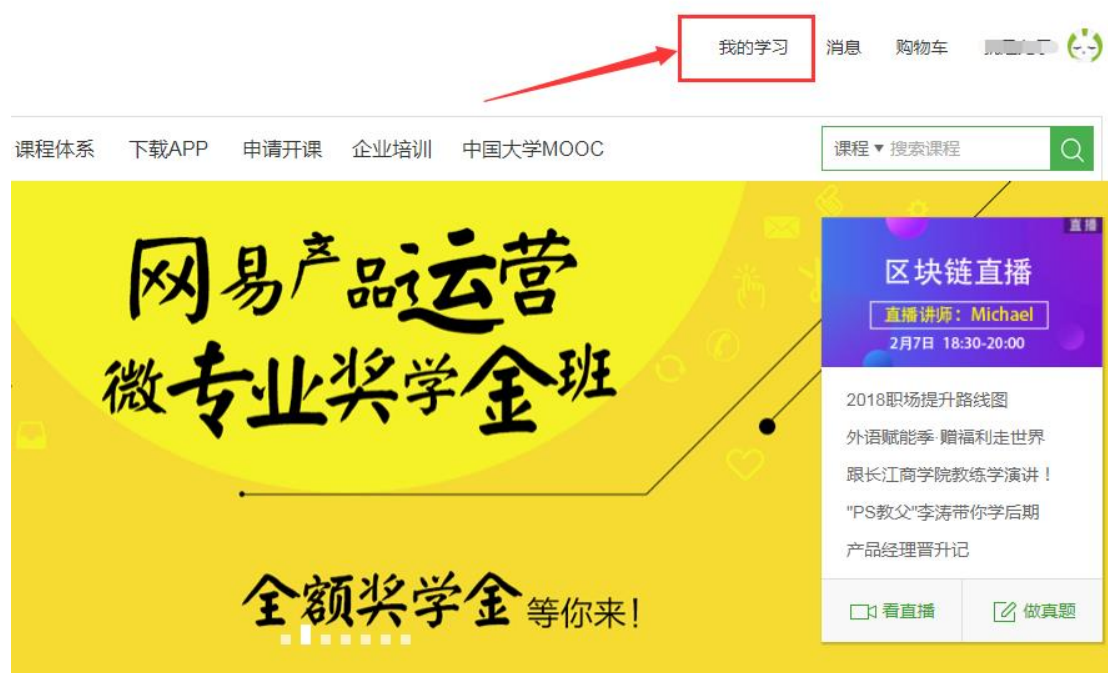 我的学习 消息 购物车
课程体系 下载APP 申请开课 企业培训 中国大学MOOC 课程 ▼ 搜索课程
网易产品运营
微专业奖学金班
全额奖学金等你来!
直播
区块链直播
直播讲师：Michael
2月7日 18:30-20:00
2018职场提升路线图
外语赋能季·赠福利走世界
跟长江商学院教练学演讲！
"PS教父"李涛带你学后期
产品经理晋升记
看直播 做真题